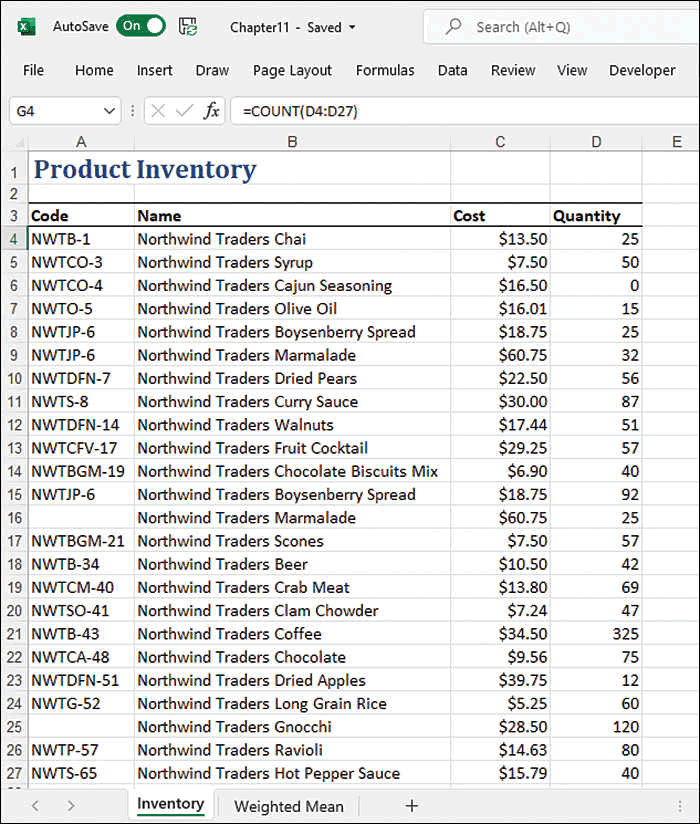 AutoSave On Chapter11 - Saved Search (Alt+Q)
File Home Insert Draw Page Layout Formulas Data Review View Developer
G4 fx =COUNT(D4:D27)
A B C D E
1 Product Inventory
2
3 Code Name Cost Quantity
4 NWTB-1 Northwind Traders Chai $13.50 25
5 NWTCO-3 Northwind Traders Syrup $7.50 50
6 NWTCO-4 Northwind Traders Cajun Seasoning $16.50 0
7 NWTO-5 Northwind Traders Olive Oil $16.01 15
8 NWTJP-6 Northwind Traders Boysenberry Spread $18.75 25
9 NWTJP-6 Northwind Traders Marmalade $60.75 32
10 NWTDFN-7 Northwind Traders Dried Pears $22.50 56
11 NWTS-8 Northwind Traders Curry Sauce $30.00 87
12 NWTDFN-14 Northwind Traders Walnuts $17.44 51
13 NWTCFV-17 Northwind Traders Fruit Cocktail $29.25 57
14 NWTBGM-19 Northwind Traders Chocolate Biscuits Mix $6.90 40
15 NWTJP-6 Northwind Traders Boysenberry Spread $18.75 92
16 Northwind Traders Marmalade $60.75 25
17 NWTBGM-21 Northwind Traders Scones $7.50 57
18 NWTB-34 Northwind Traders Beer $10.50 42
19 NWTCM-40 Northwind Traders Crab Meat $13.80 69
20 NWTSO-41 Northwind Traders Clam Chowder $7.24 47
21 NWTB-43 Northwind Traders Coffee $34.50 325
22 NWTCA-48 Northwind Traders Chocolate $9.56 75
23 NWTDFN-51 Northwind Traders Dried Apples $39.75 12
24 NWTG-52 Northwind Traders Long Grain Rice $5.25 60
25 Northwind Traders Gnocchi $28.50 120
26 NWTP-57 Northwind Traders Ravioli $14.63 80
27 NWTS-65 Northwind Traders Hot Pepper Sauce $15.79 40
Inventory Weighted Mean